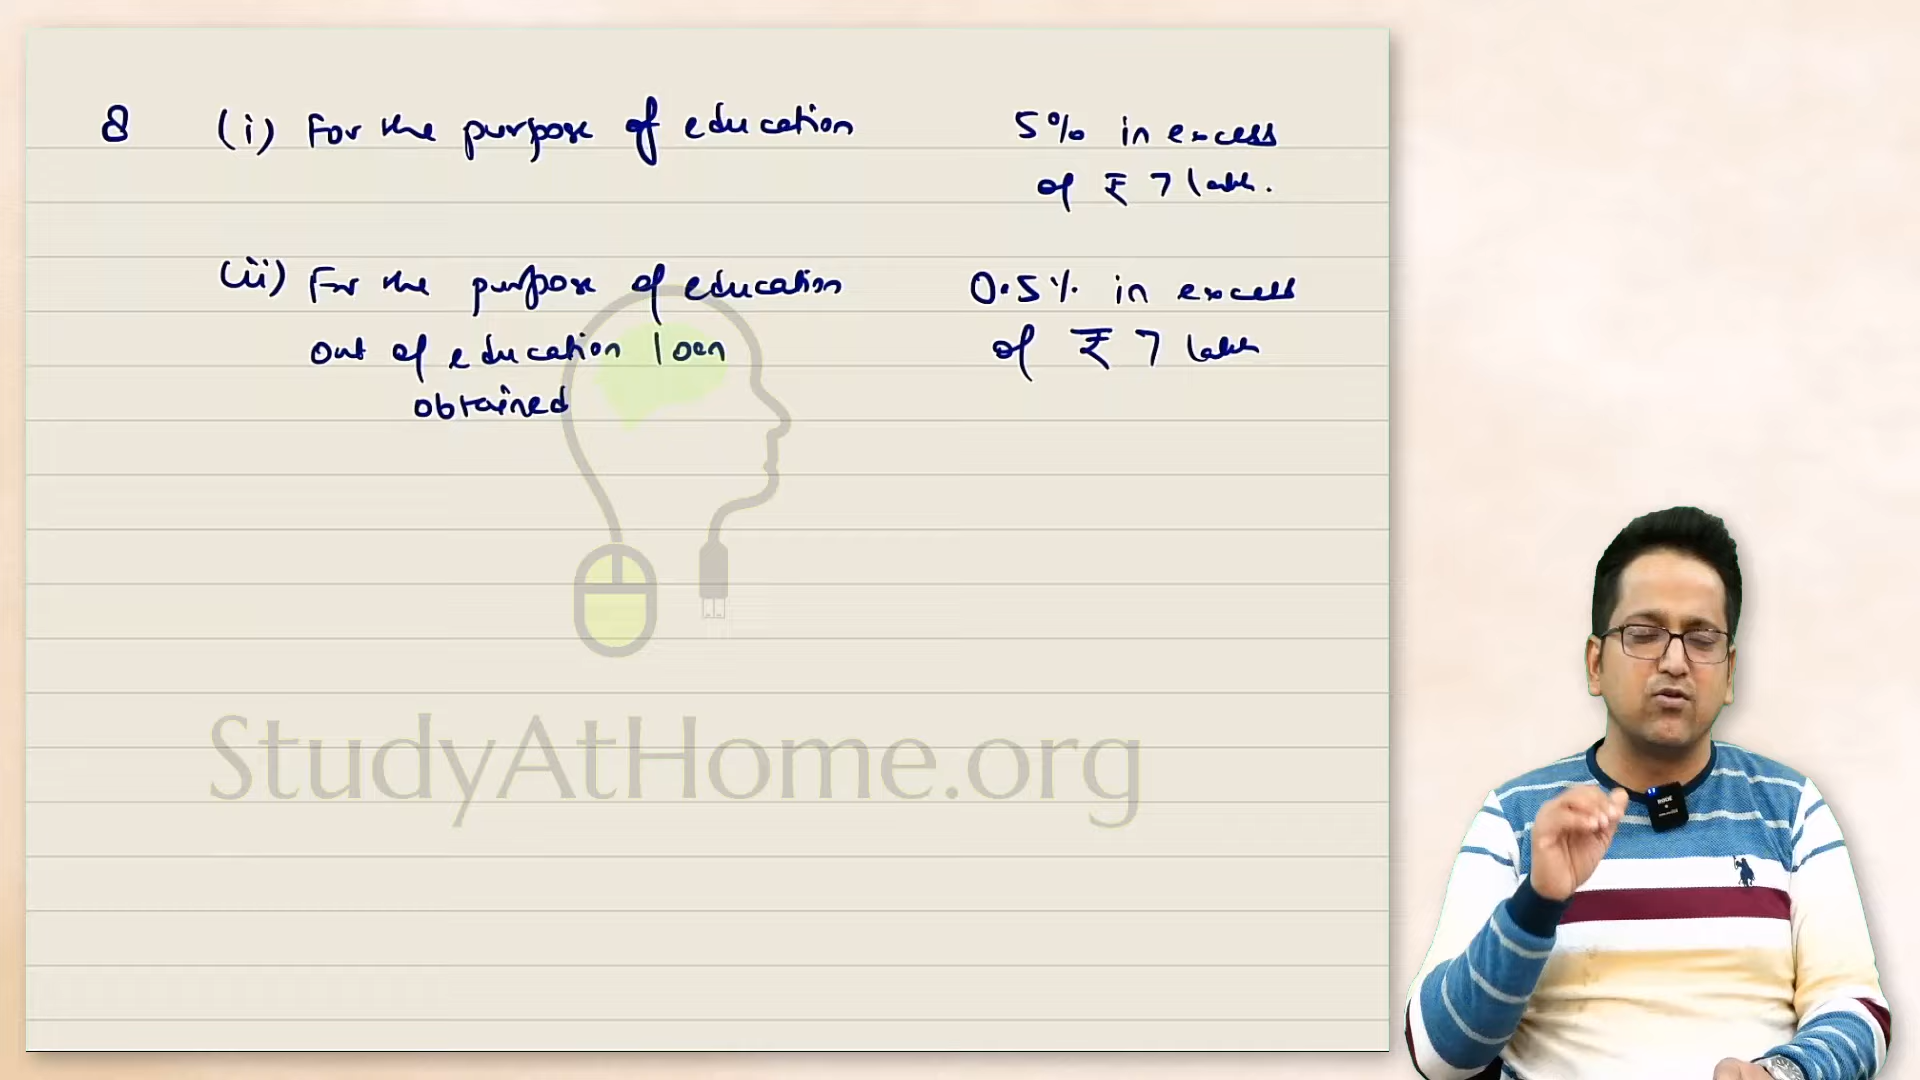 8 (i) For the purpose of education 5% in excess
of ₹ 7 lakh.
(ii) For the purpose of education 0.5% in excess
out of education loan of ₹ 7 lakh
obtained
StudyAtHome.org
RODE